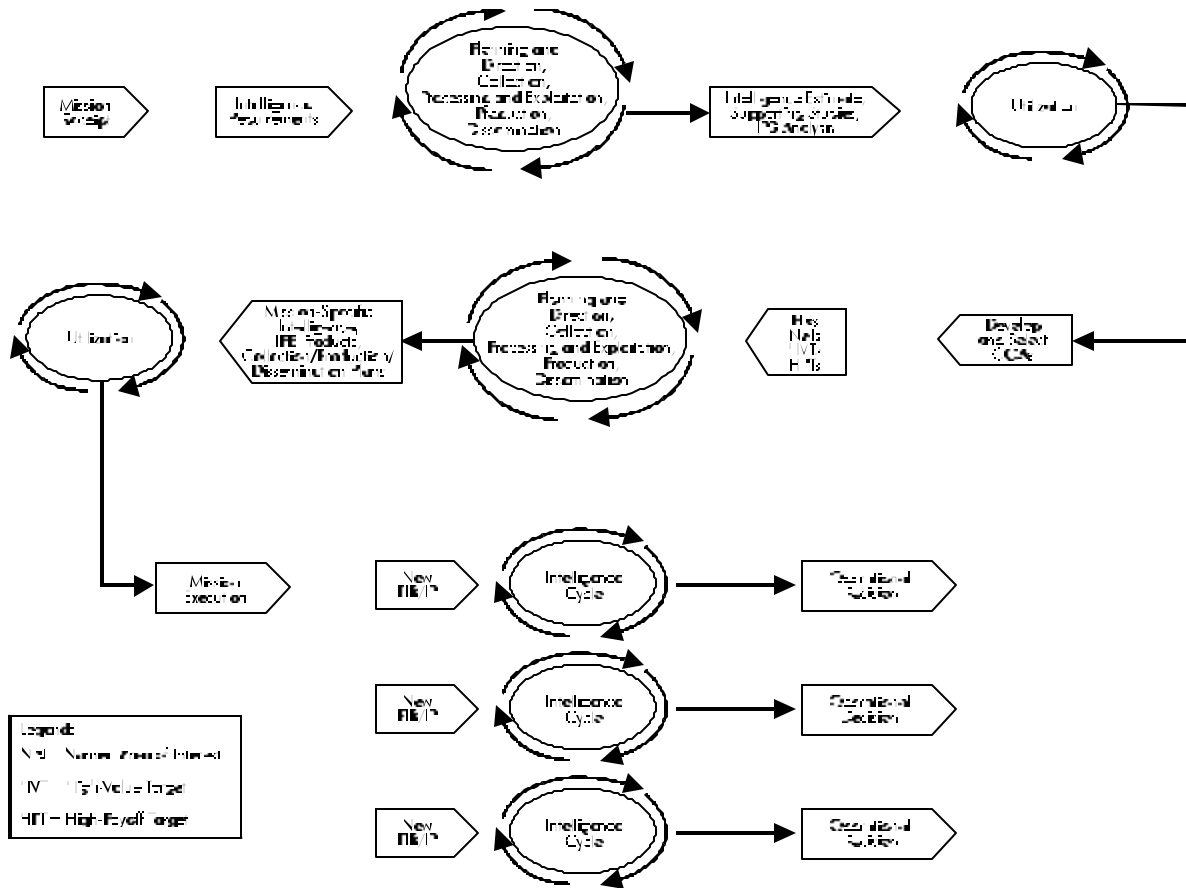 Mission
Receipt
Intelligence
Requirements
Planning and
Direction,
Collection,
Processing and Exploitation,
Production,
Dissemination
Intelligence Estimate,
Supporting Studies,
IPB Analysis
Utilization
Utilization
Mission-Specific
Intelligence,
IPB Products,
Collection/Production/
Dissemination Plans
Planning and
Direction,
Collection,
Processing and Exploitation,
Production,
Dissemination
NAIs
HVTs
HPTs
Develop
and Select
COA
Mission
Execution
New
PIR/IR
Intelligence
Cycle
Operational
Decision
New
PIR/IR
Intelligence
Cycle
Operational
Decision
New
PIR/IR
Intelligence
Cycle
Operational
Decision
Legend:
NAI – Named Area of Interest
HVT – High-Value Target
HPT – High-Payoff Target